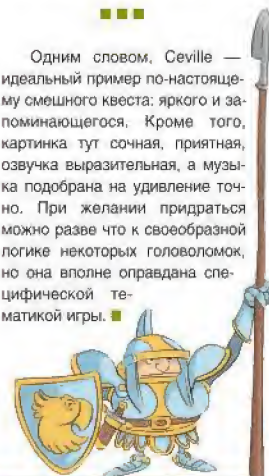 Одним словом, Ceville —
идеальный пример по-настояще-
му смешного квеста: яркого и за-
поминающегося. Кроме того,
картинка тут сочная, приятная,
озвучка выразительная, а музы-
ка подобрана на удивление точ-
но. При желании придраться
можно разве что к своеобразной
логике некоторых головоломок,
но она вполне оправдана спе-
цифической те-
матикой игры.